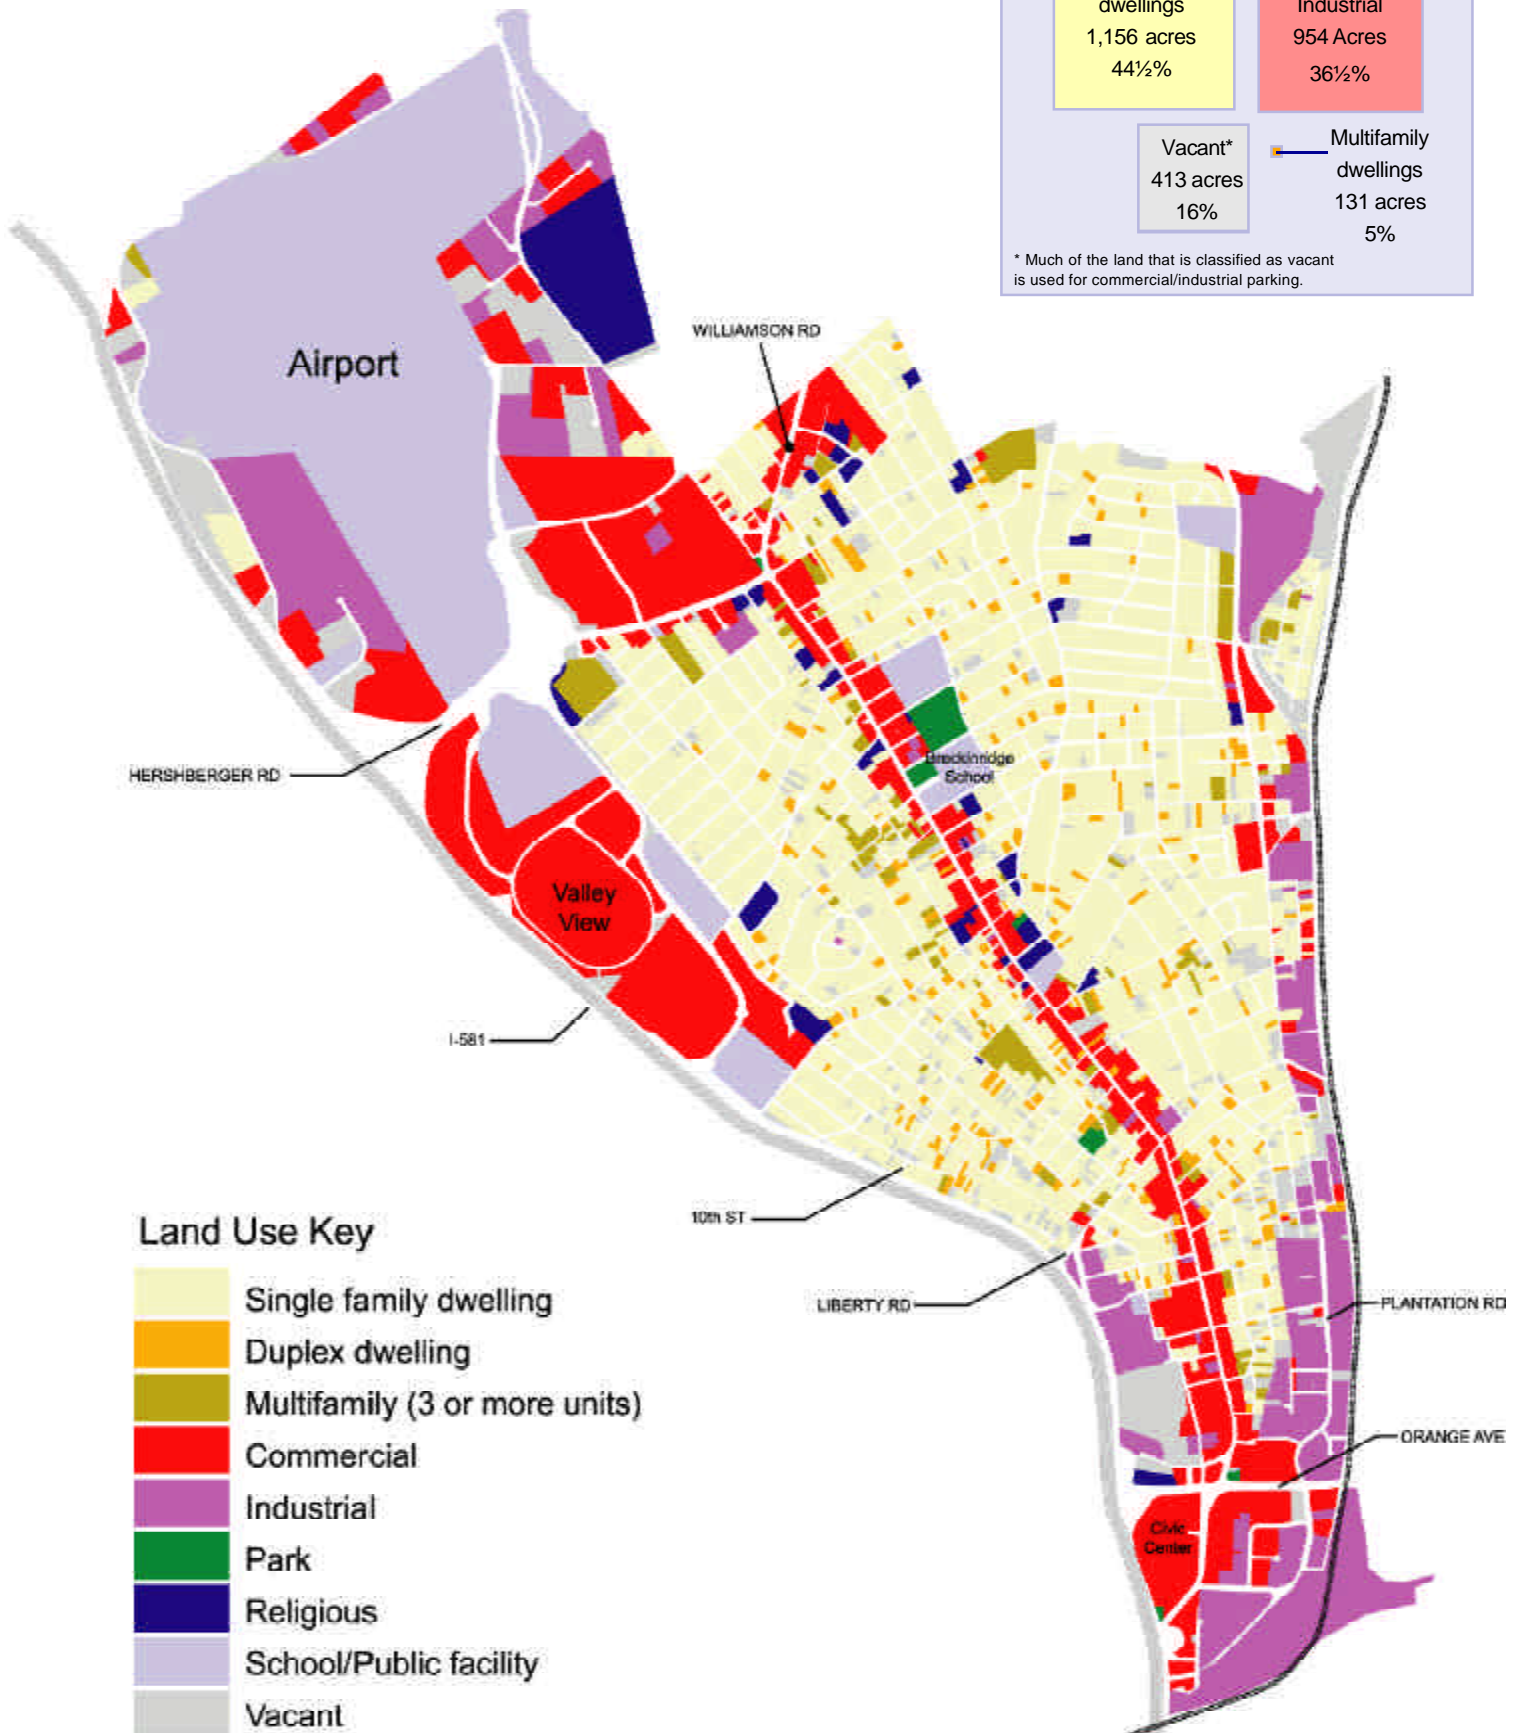 dwellings
1,156 acres
44½%
Industrial
954 Acres
36½%
Vacant*
413 acres
16%
Multifamily
dwellings
131 acres
5%
* Much of the land that is classified as vacant
is used for commercial/industrial parking.
WILLIAMSON RD
Airport
Breckinridge
School
HERSHBERGER RD
Valley
View
I-581
10th ST
LIBERTY RD
PLANTATION RD
ORANGE AVE
Civic
Center
Land Use Key
Single family dwelling
Duplex dwelling
Multifamily (3 or more units)
Commercial
Industrial
Park
Religious
School/Public facility
Vacant